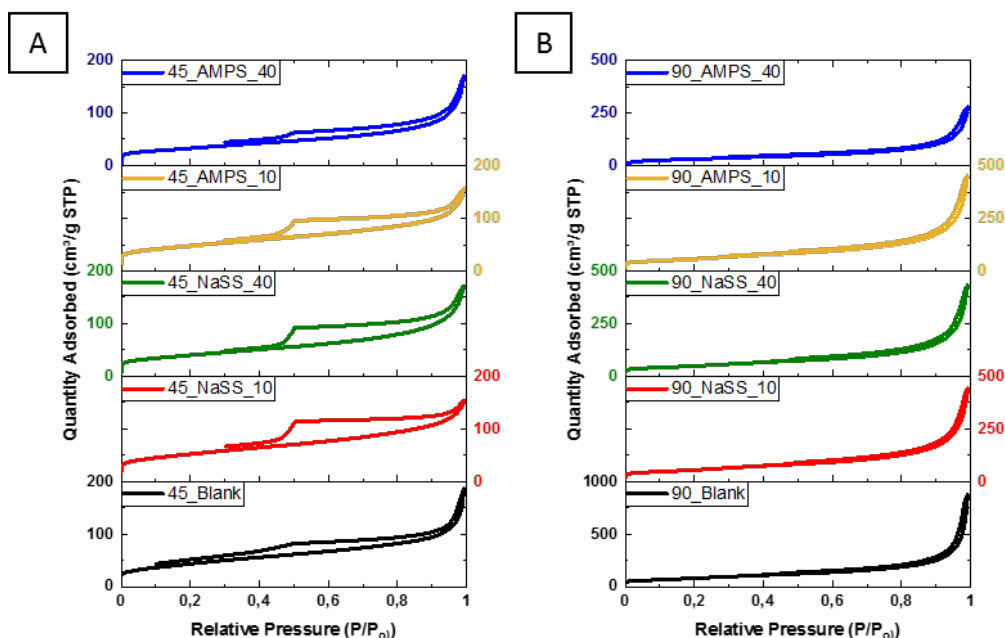 A
Quantity Adsorbed (cm³/g STP)
200
100
0
45_AMPS_40
200
100
0
45_AMPS_10
200
100
0
45_NaSS_40
200
100
0
45_NaSS_10
200
100
0
45_Blank
0 0,2 0,4 0,6 0,8 1
Relative Pressure (P/P₀₎)
B
Quantity Adsorbed (cm³/g STP)
500
250
0
90_AMPS_40
500
250
0
90_AMPS_10
500
250
0
90_NaSS_40
500
250
0
90_NaSS_10
1000
500
0
90_Blank
0 0,2 0,4 0,6 0,8 1
Relative Pressure (P/P₀₎)